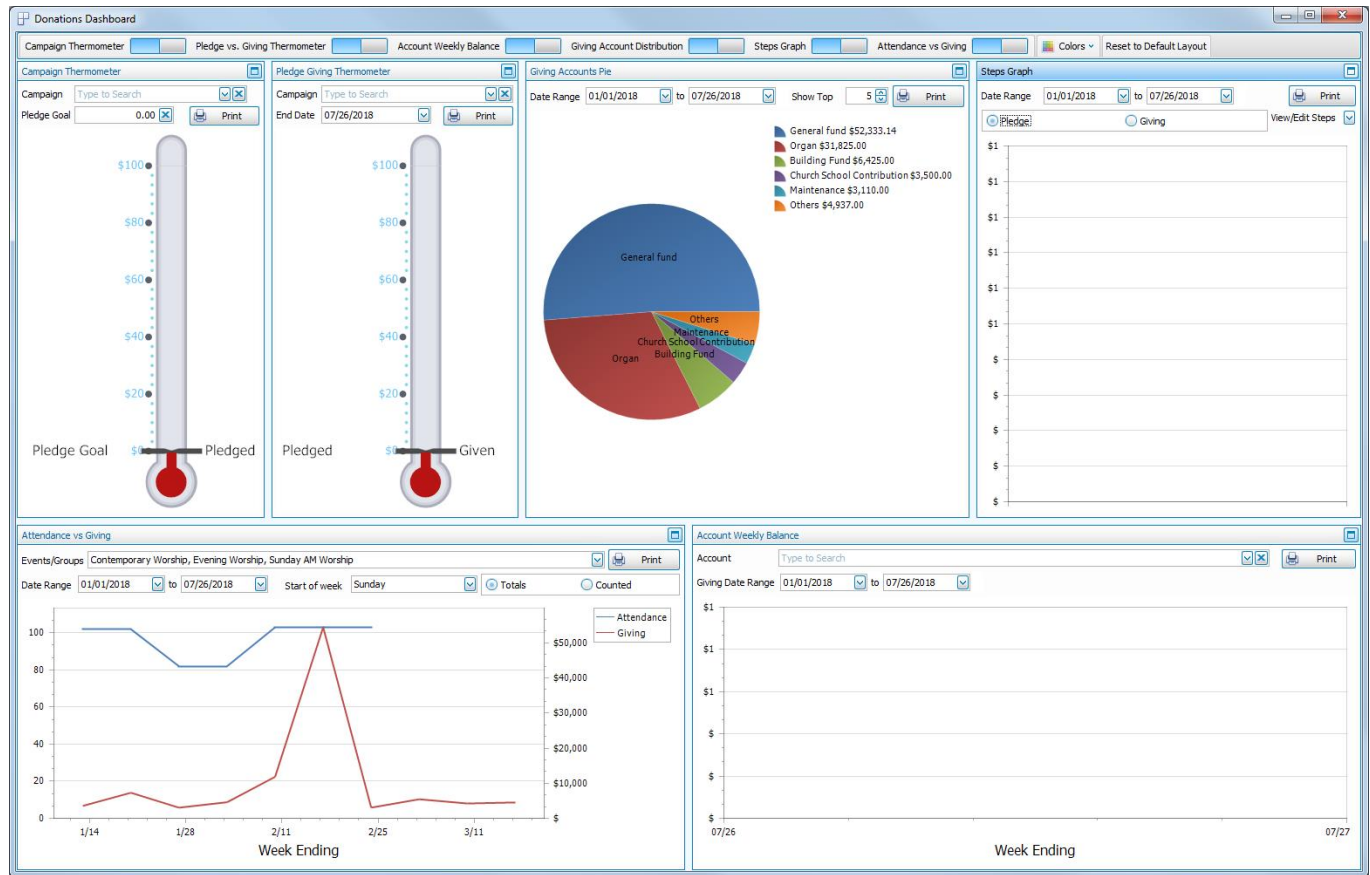 Donations Dashboard
Campaign Thermometer Pledge vs. Giving Thermometer Account Weekly Balance Giving Account Distribution Steps Graph Attendance vs Giving Colors Reset to Default Layout
Campaign Thermometer
Campaign Type to Search
Pledge Goal 0.00 Print
$100
$80
$60
$40
$20
Pledge Goal $0 Pledged
Pledge Giving Thermometer
Campaign Type to Search
End Date 07/26/2018 Print
$100
$80
$60
$40
$20
Pledged $0 Given
Giving Accounts Pie
Date Range 01/01/2018 to 07/26/2018 Show Top 5 Print
General fund $52,333.14
Organ $31,825.00
Building Fund $6,425.00
Church School Contribution $3,500.00
Maintenance $3,110.00
Others $4,937.00
General fund
Others
Maintenance
Church School Contribution
Building Fund
Organ
Steps Graph
Date Range 01/01/2018 to 07/26/2018 Print
Pledge Giving View/Edit Steps
$1
$1
$1
$1
$1
$1
$
$
$
$
$
Attendance vs Giving
Events/Groups Contemporary Worship, Evening Worship, Sunday AM Worship Print
Date Range 01/01/2018 to 07/26/2018 Start of week Sunday Totals Counted
Attendance
Giving
100
80
60
40
20
0
$50,000
$40,000
$30,000
$20,000
$10,000
$
1/14 1/28 2/11 2/25 3/11
Week Ending
Account Weekly Balance
Account Type to Search Print
Giving Date Range 01/01/2018 to 07/26/2018
$1
$1
$1
$
$
$
07/26 07/27
Week Ending